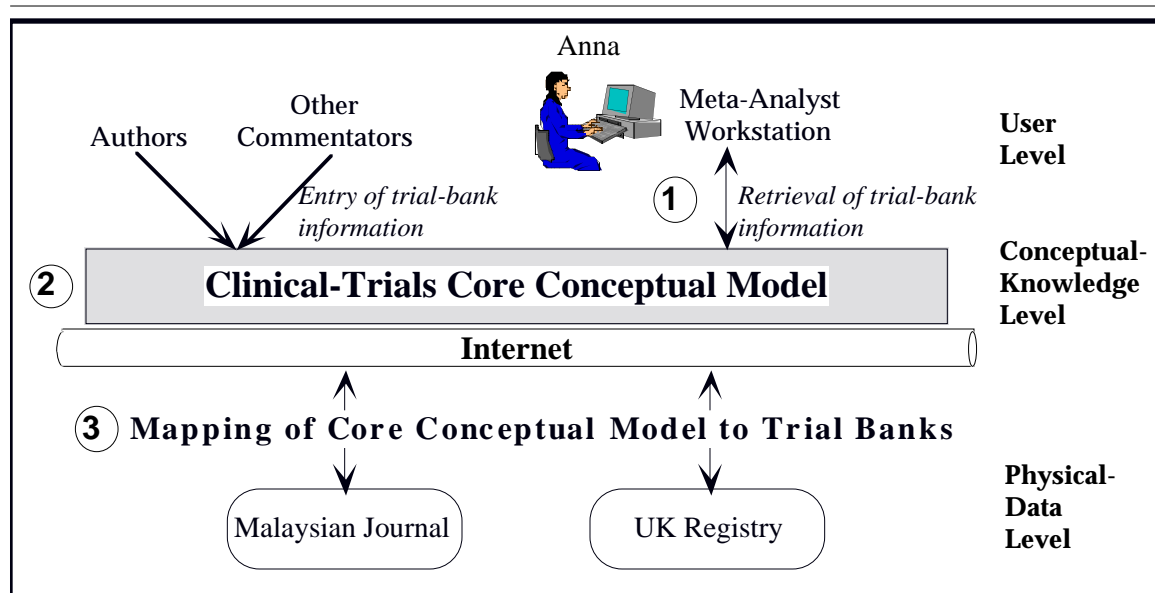 Anna
Authors
Other
Commentators
Meta-Analyst
Workstation
User
Level
Entry of trial-bank
information
1
Retrieval of trial-bank
information
2
Clinical-Trials Core Conceptual Model
Conceptual-
Knowledge
Level
Internet
3 Mapping of Core Conceptual Model to Trial Banks
Malaysian Journal
UK Registry
Physical-
Data
Level